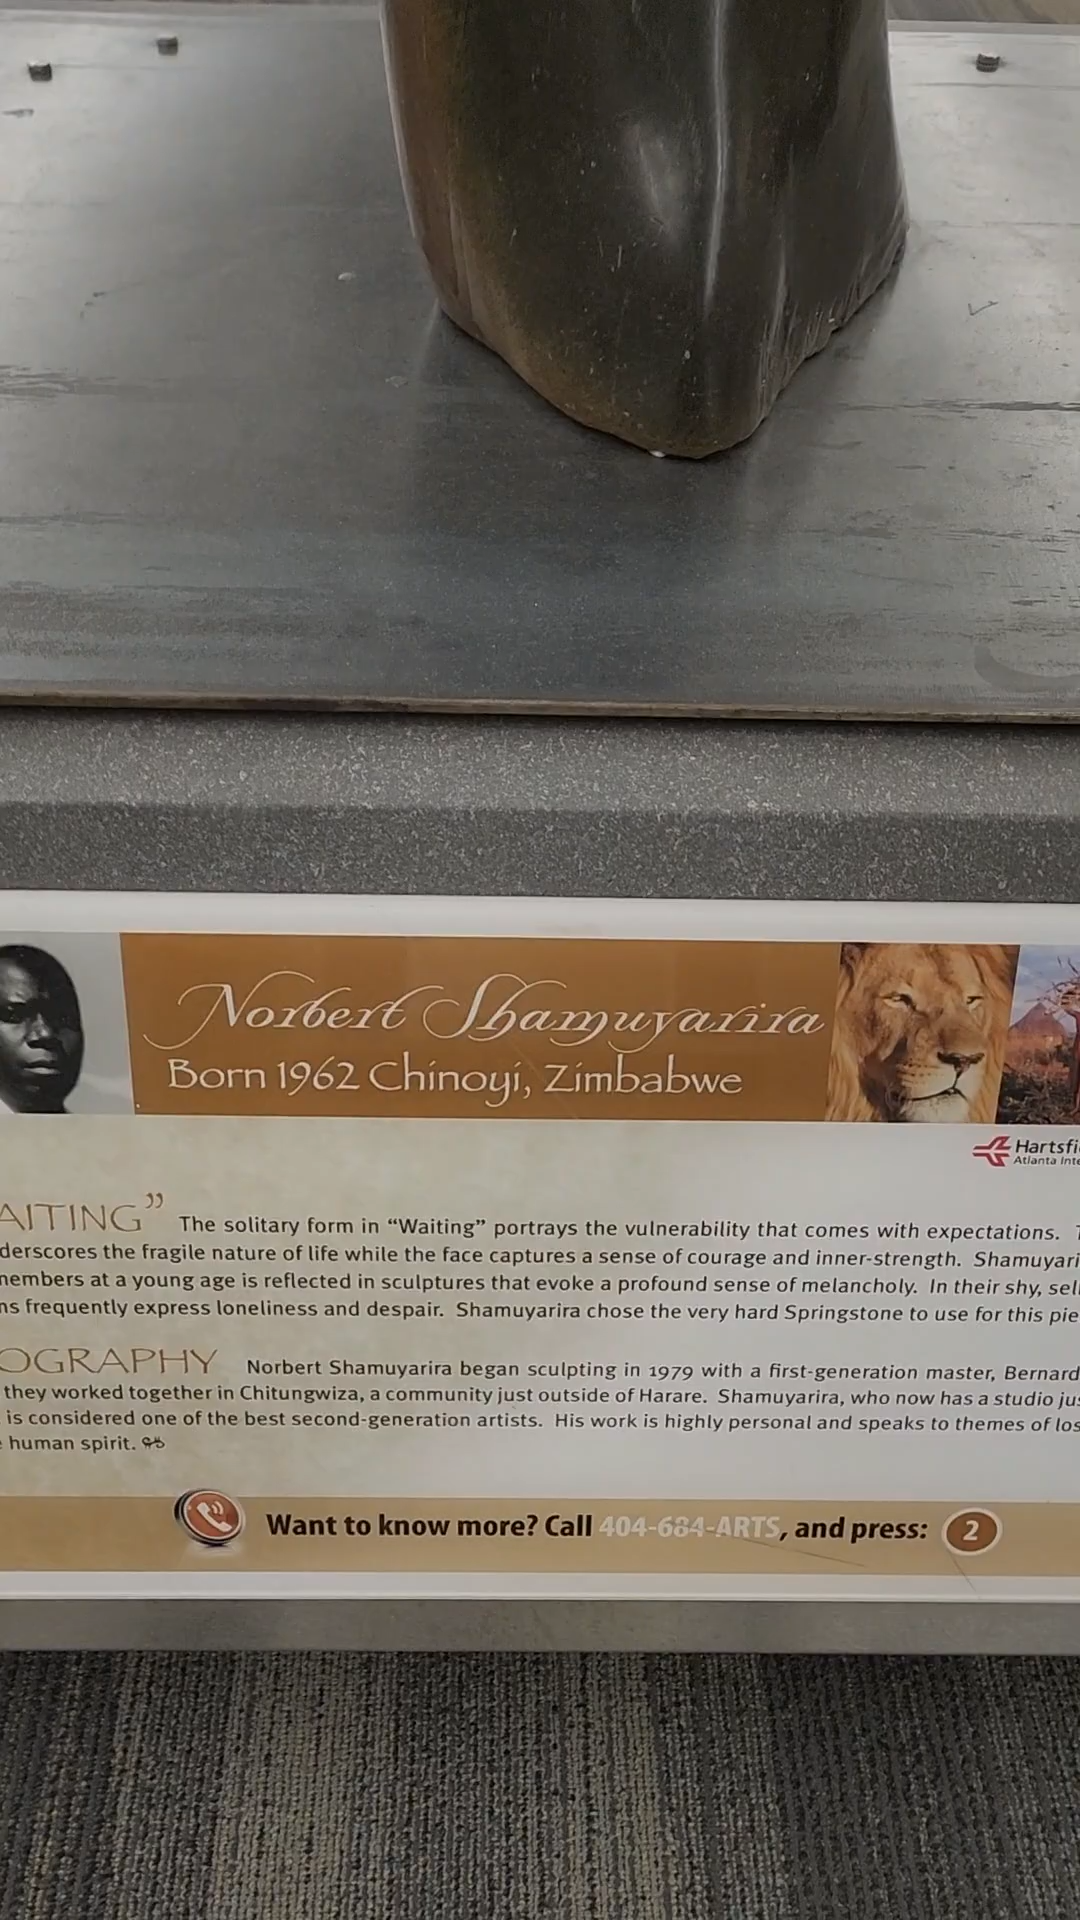 Norbert Shamuyarira
Born 1962 Chinoyi, Zimbabwe
Hartsfi
Atlanta Inte
AITING” The solitary form in “Waiting” portrays the vulnerability that comes with expectations.
derscores the fragile nature of life while the face captures a sense of courage and inner-strength. Shamuyari
members at a young age is reflected in sculptures that evoke a profound sense of melancholy. In their shy, sel
ns frequently express loneliness and despair. Shamuyarira chose the very hard Springstone to use for this pie
OGRAPHY Norbert Shamuyarira began sculpting in 1979 with a first-generation master, Bernard
they worked together in Chitungwiza, a community just outside of Harare. Shamuyarira, who now has a studio jus
is considered one of the best second-generation artists. His work is highly personal and speaks to themes of los
human spirit.
Want to know more? Call 404-684-ARTS, and press: 2